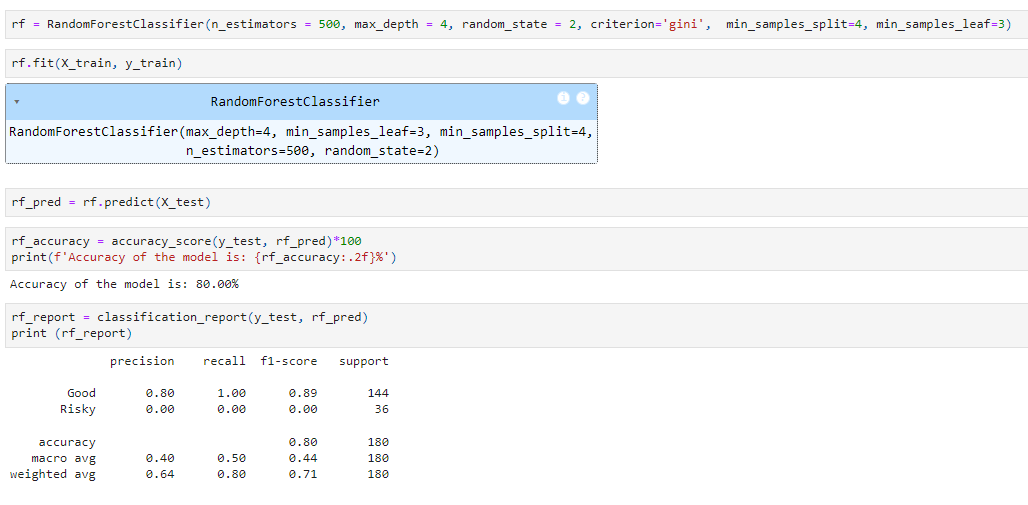 rf = RandomForestClassifier(n_estimators = 500, max_depth = 4, random_state = 2, criterion='gini',  min_samples_split=4, min_samples_leaf=3)
rf.fit(X_train, y_train)
RandomForestClassifier
i ?
RandomForestClassifier(max_depth=4, min_samples_leaf=3, min_samples_split=4,
n_estimators=500, random_state=2)
rf_pred = rf.predict(X_test)
rf_accuracy = accuracy_score(y_test, rf_pred)*100
print(f'Accuracy of the model is: {rf_accuracy:.2f}%')
Accuracy of the model is: 80.00%
rf_report = classification_report(y_test, rf_pred)
print (rf_report)
precision recall f1-score support
Good 0.80 1.00 0.89 144
Risky 0.00 0.00 0.00 36
accuracy 0.80 180
macro avg 0.40 0.50 0.44 180
weighted avg 0.64 0.80 0.71 180